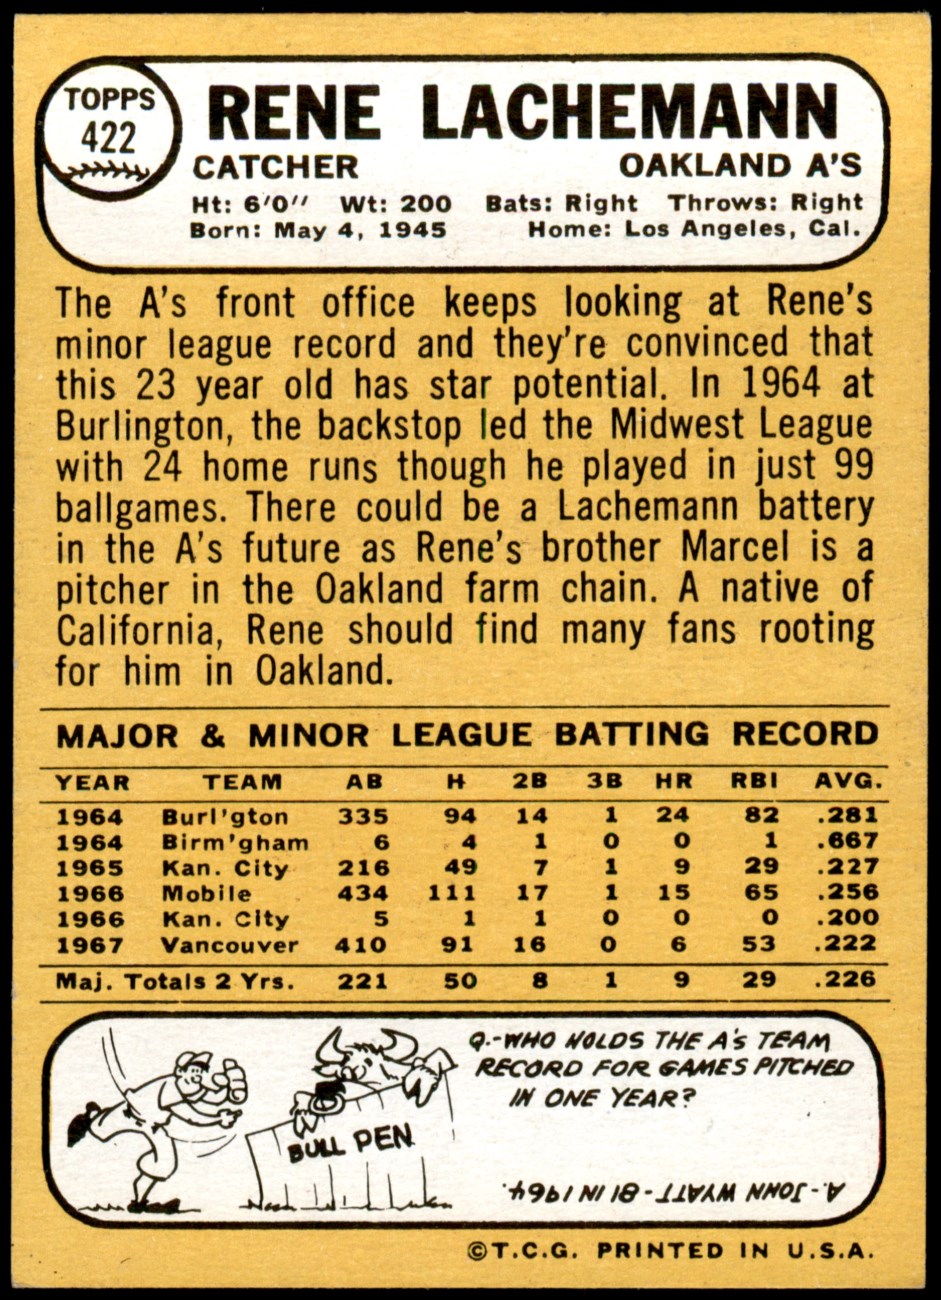 TOPPS
422
RENE LACHEMANN
CATCHER OAKLAND A'S
Ht: 6'0" Wt: 200 Bats: Right Throws: Right
Born: May 4, 1945 Home: Los Angeles, Cal.
The A's front office keeps looking at Rene's
minor league record and they're convinced that
this 23 year old has star potential. In 1964 at
Burlington, the backstop led the Midwest League
with 24 home runs though he played in just 99
ballgames. There could be a Lachemann battery
in the A's future as Rene's brother Marcel is a
pitcher in the Oakland farm chain. A native of
California, Rene should find many fans rooting
for him in Oakland.
MAJOR & MINOR LEAGUE BATTING RECORD
YEAR TEAM AB H 2B 3B HR RBI AVG.
1964 Burl'gton 335 94 14 1 24 82 .281
1964 Birm'gham 6 4 1 0 0 1 .667
1965 Kan. City 216 49 7 1 9 29 .227
1966 Mobile 434 111 17 1 15 65 .256
1966 Kan. City 5 1 1 0 0 0 .200
1967 Vancouver 410 91 16 0 6 53 .222
Maj. Totals 2 Yrs. 221 50 8 1 9 29 .226
Q.-WHO HOLDS THE A'S TEAM
RECORD FOR GAMES PITCHED
IN ONE YEAR?
BULL PEN
A.-JOHN WYATT-81 IN 1964.
©T.C.G. PRINTED IN U.S.A.